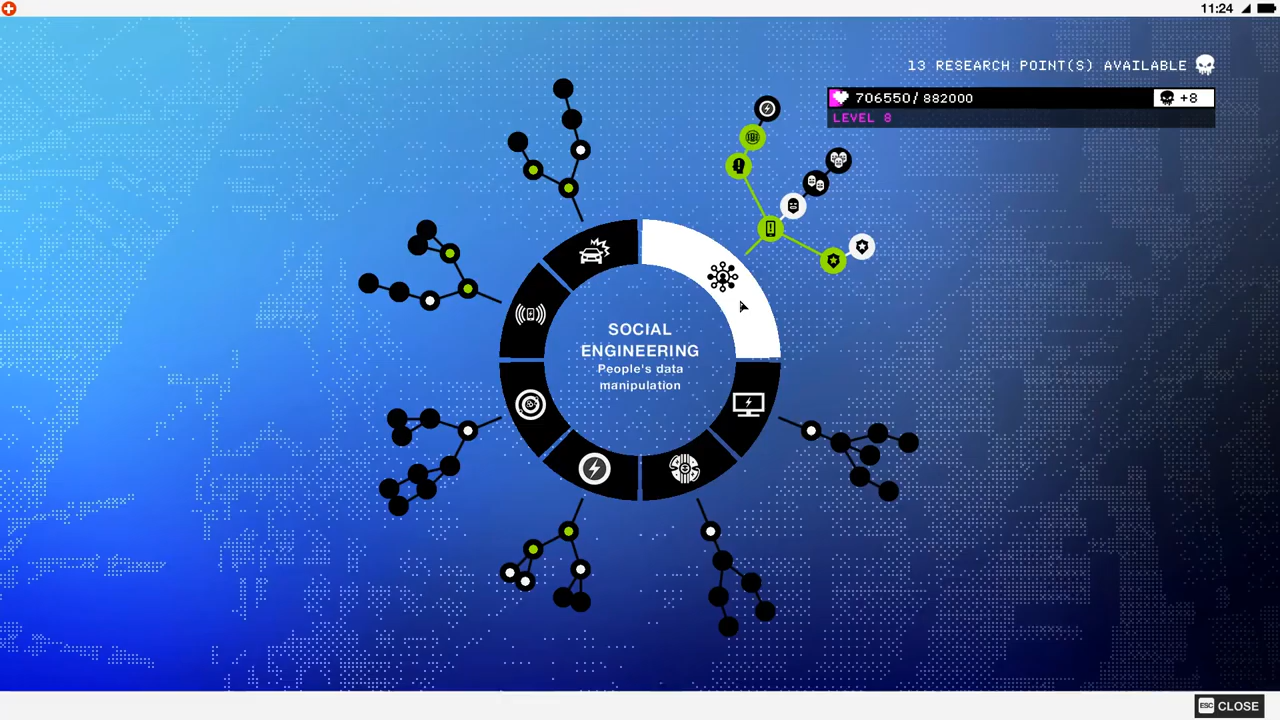 11:24
13 RESEARCH POINT(S) AVAILABLE
706550/882000
+8
LEVEL 8
SOCIAL
ENGINEERING
People's data
manipulation
ESC CLOSE